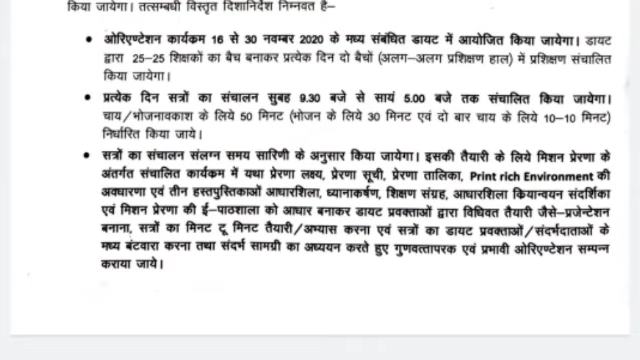 किया जायेगा। तत्सम्बधी विस्तृत दिशानिर्देश निम्नवत है–
• ओरिएण्टेशन कार्यक्रम 16 से 30 नवम्बर 2020 के मध्य संबंधित डायट में आयोजित किया जायेगा। डायट
द्वारा 25–25 शिक्षकों का बैच बनाकर प्रत्येक दिन दो बैचों (अलग–अलग प्रशिक्षण हाल) में प्रशिक्षण संचालित
किया जायेगा।
• प्रत्येक दिन सत्रों का संचालन सुबह 9.30 बजे से सायं 5.00 बजे तक संचालित किया जायेगा।
चाय/भोजनावकाश के लिये 50 मिनट (भोजन के लिये 30 मिनट एवं दो बार चाय के लिये 10–10 मिनट)
निर्धारित किया जाये।
• सत्रों का संचालन संलग्न समय सारिणी के अनुसार किया जायेगा। इसकी तैयारी के लिये मिशन प्रेरणा के
अंतर्गत संचालित कार्यक्रम में यथा प्रेरणा लक्ष्य, प्रेरणा सूची, प्रेरणा तालिका, Print rich Environment की
अवधारणा एवं तीन हस्तपुस्तिकाओं आधारशिला, ध्यानाकर्षण, शिक्षण संग्रह, आधारशिला क्रियान्वयन संदर्शिका
एवं मिशन प्रेरणा की ई–पाठशाला को आधार बनाकर डायट प्रवक्ताओं द्वारा विधिवत तैयारी जैसे–प्रजेन्टेशन
बनाना, सत्रों का मिनट टू मिनट तैयारी/अभ्यास करना एवं सत्रों का डायट प्रवक्ताओं/संदर्भदाताओं के
मध्य बंटवारा करना तथा संदर्भ सामग्री का अध्ययन करते हुए गुणवत्तापरक एवं प्रभावी ओरिएण्टेशन सम्पन्न
कराया जाये।